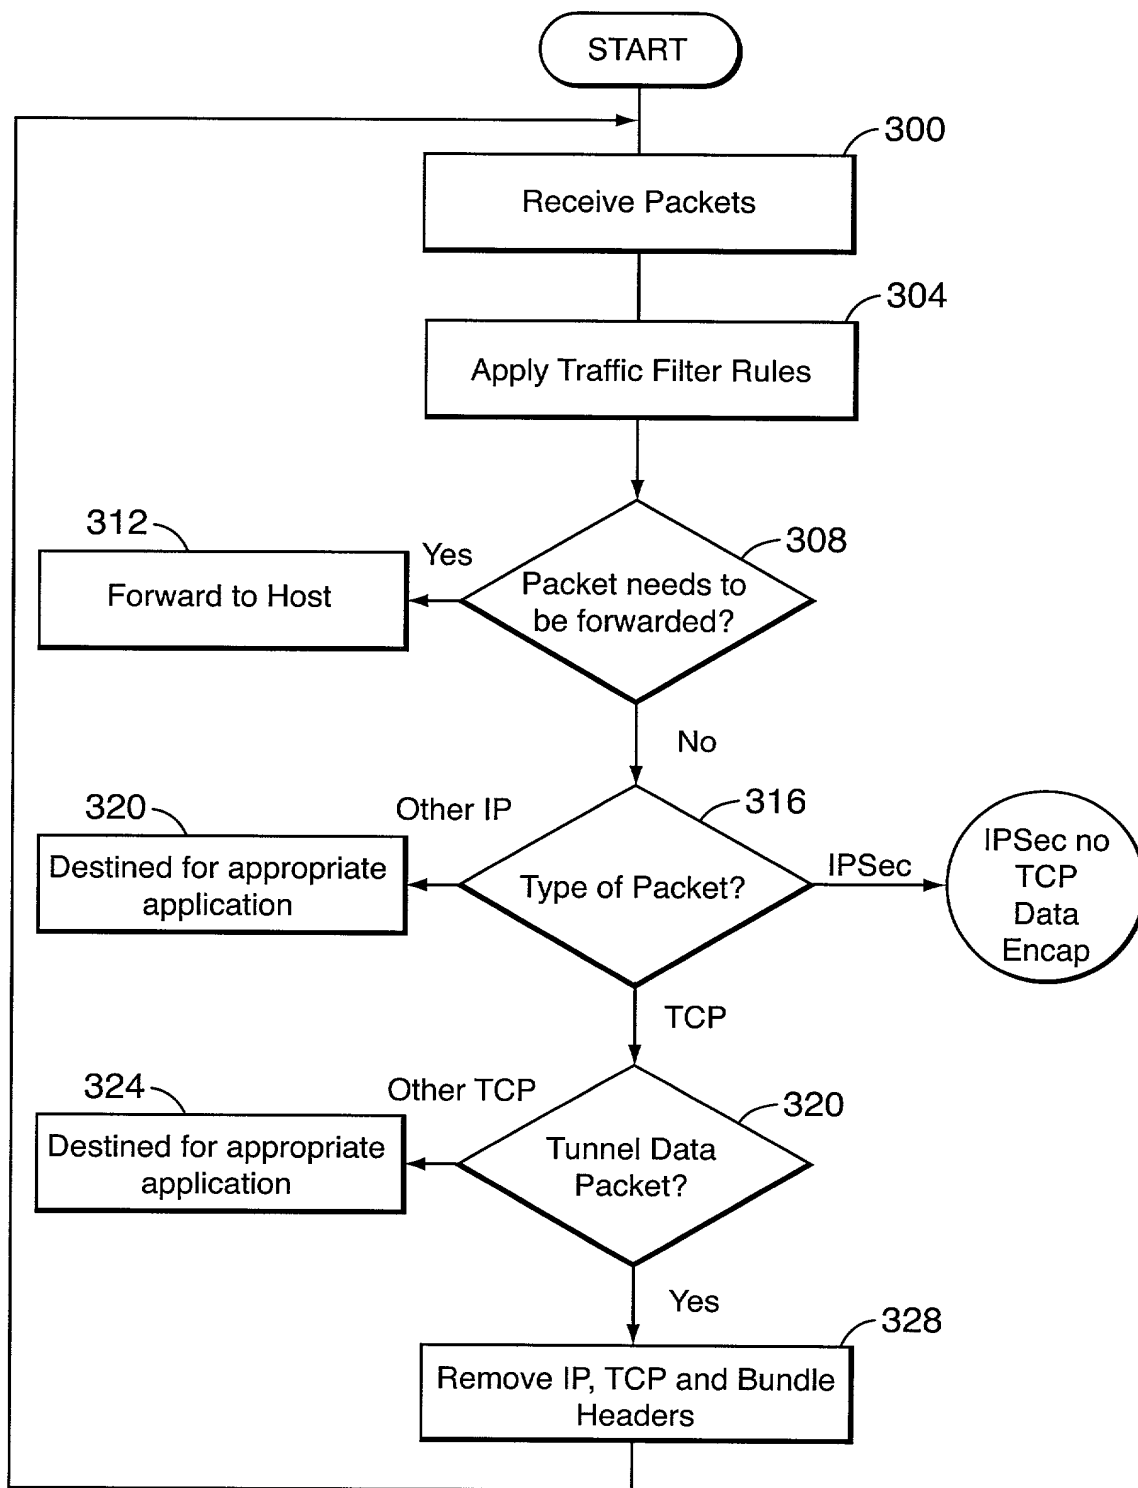 START
300
Receive Packets
304
Apply Traffic Filter Rules
312
Yes
308
Forward to Host
Packet needs to
be forwarded?
No
320
Other IP
316
Destined for appropriate
application
Type of Packet?
IPSec
IPSec no
TCP
Data
Encap
TCP
324
Other TCP
320
Destined for appropriate
application
Tunnel Data
Packet?
Yes
328
Remove IP, TCP and Bundle
Headers